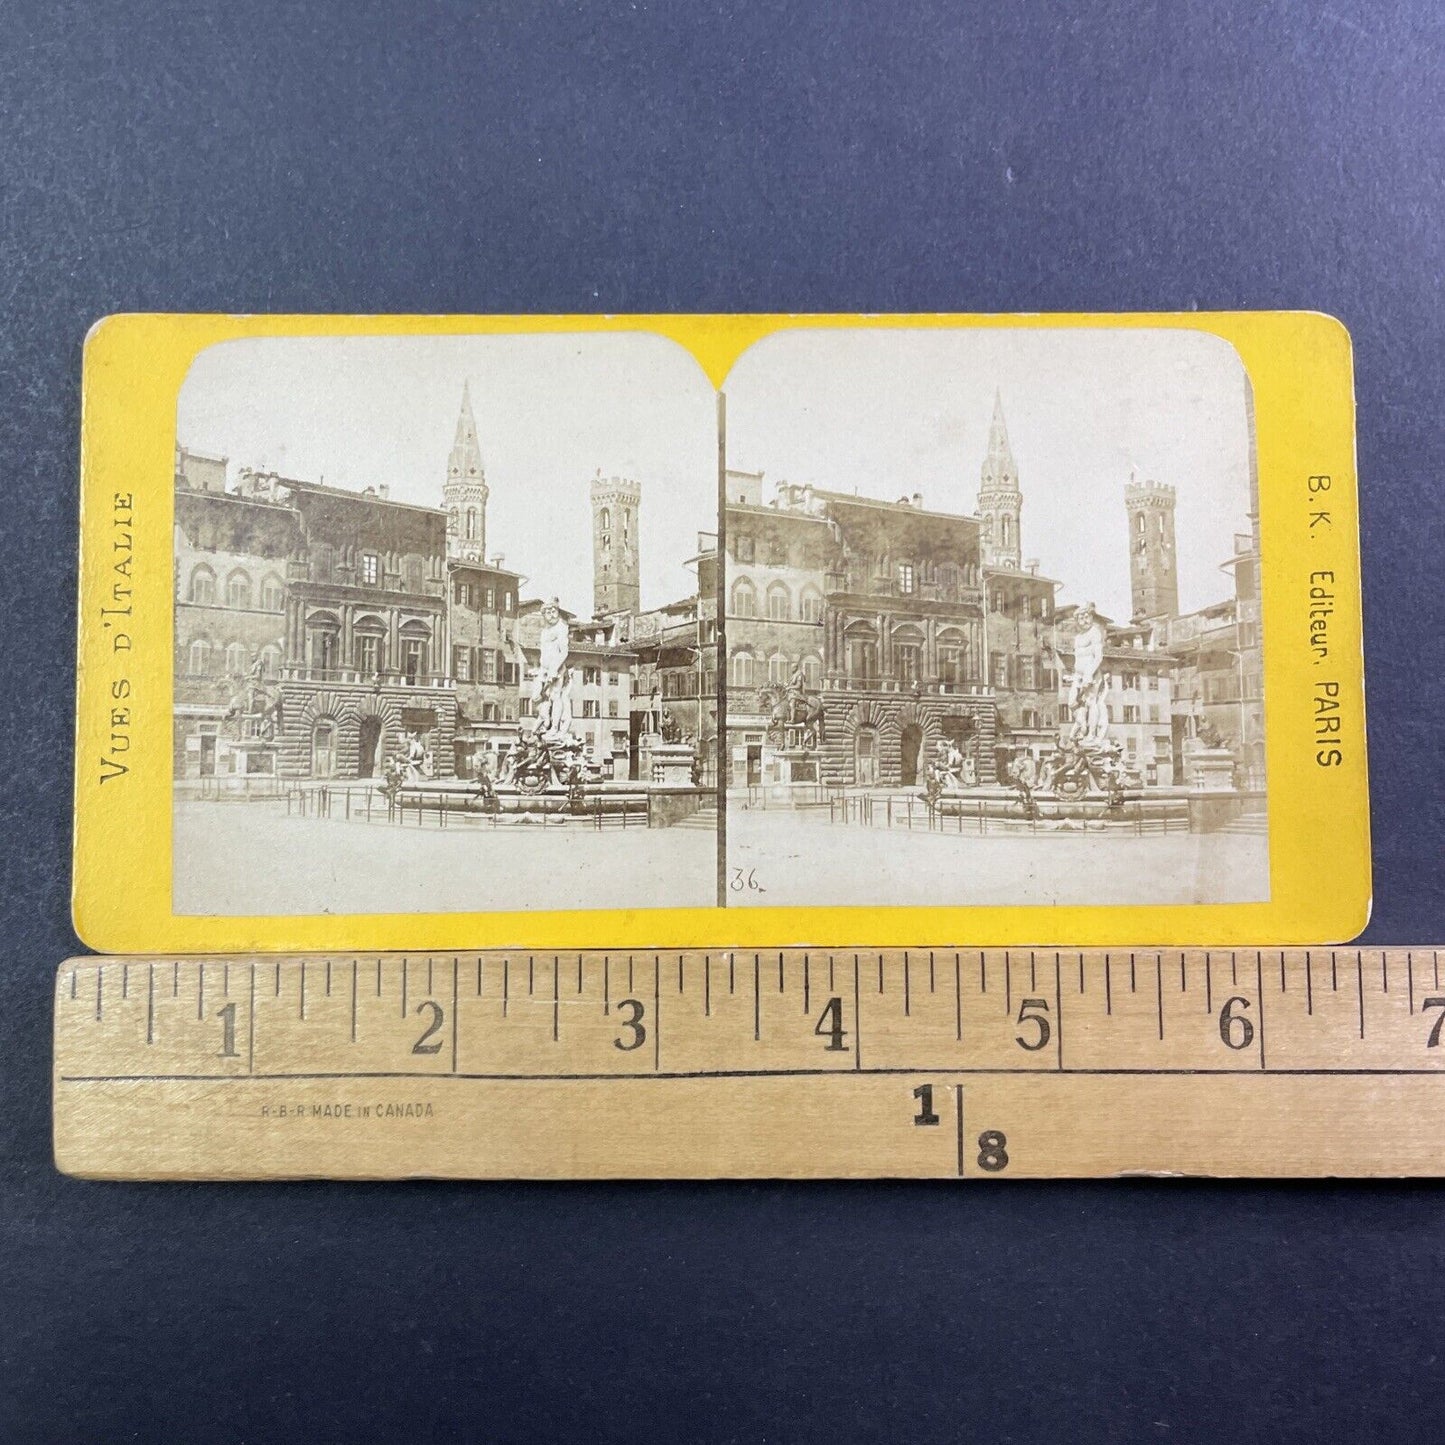 VUES D'ITALIE
36.
B. K. Editeur, PARIS
1 2 3 4 5 6 7
R-B-R MADE IN CANADA
1
8